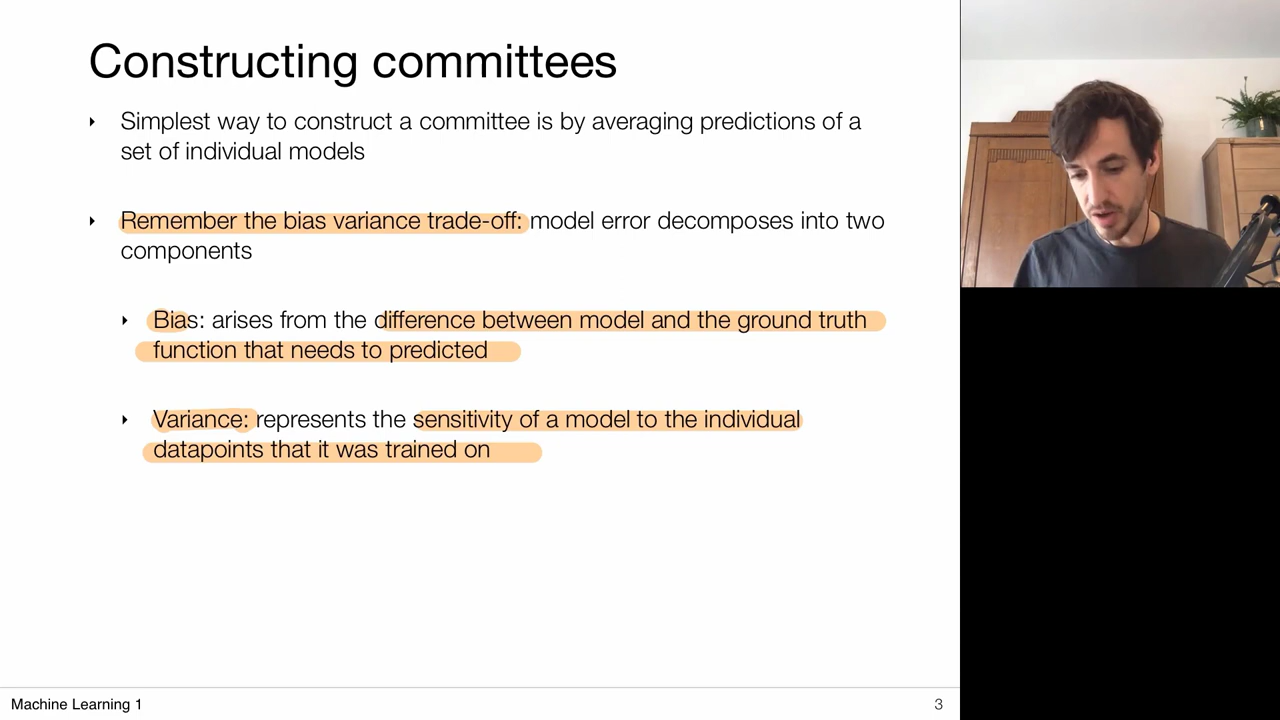 Constructing committees
Simplest way to construct a committee is by averaging predictions of a
set of individual models
Remember the bias variance trade-off: model error decomposes into two
components
Bias: arises from the difference between model and the ground truth
function that needs to predicted
Variance: represents the sensitivity of a model to the individual
datapoints that it was trained on
Machine Learning 1
3